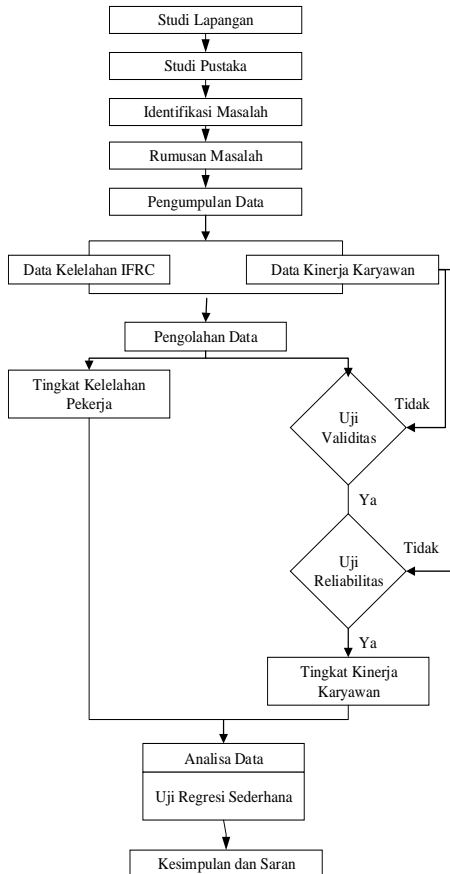 Studi Lapangan
Studi Pustaka
Identifikasi Masalah
Rumusan Masalah
Pengumpulan Data
Data Kelelahan IFRC
Data Kinerja Karyawan
Pengolahan Data
Tingkat Kelelahan
Pekerja
Uji
Validitas
Tidak
Ya
Uji
Reliabilitas
Tidak
Ya
Tingkat Kinerja
Karyawan
Analisa Data
Uji Regresi Sederhana
Kesimpulan dan Saran